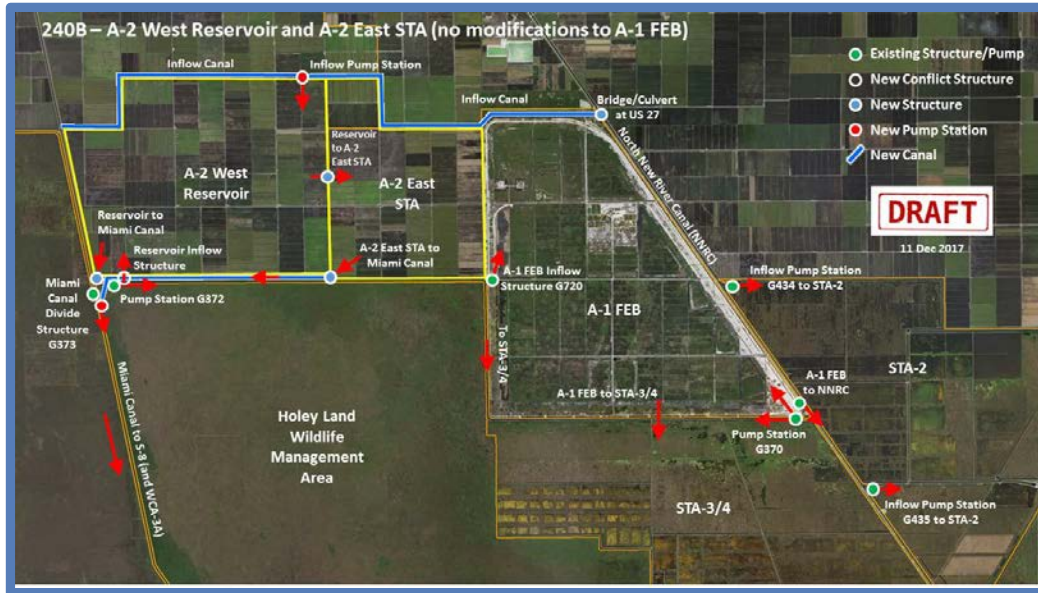 240B – A-2 West Reservoir and A-2 East STA (no modifications to A-1 FEB)
Inflow Canal
Inflow Pump Station
Existing Structure/Pump
New Conflict Structure
New Structure
New Pump Station
New Canal
Inflow Canal
Bridge/Culvert
at US 27
North New River Canal (NNRC)
Reservoir
to A-2
East STA
A-2 West
Reservoir
A-2 East
STA
DRAFT
11 Dec 2017
Reservoir to
Miami Canal
Reservoir Inflow
Structure
A-2 East STA to
Miami Canal
Miami
Canal
Divide
Structure
G373
Pump Station G372
A-1 FEB Inflow
Structure G720
Inflow Pump Station
G434 to STA-2
A-1 FEB
To STA-3/4
STA-2
Miami Canal to S-8 (and WCA-3A)
Holey Land
Wildlife
Management
Area
A-1 FEB to STA-3/4
A-1 FEB
to NNRC
Pump Station
G370
STA-3/4
Inflow Pump Station
G435 to STA-2